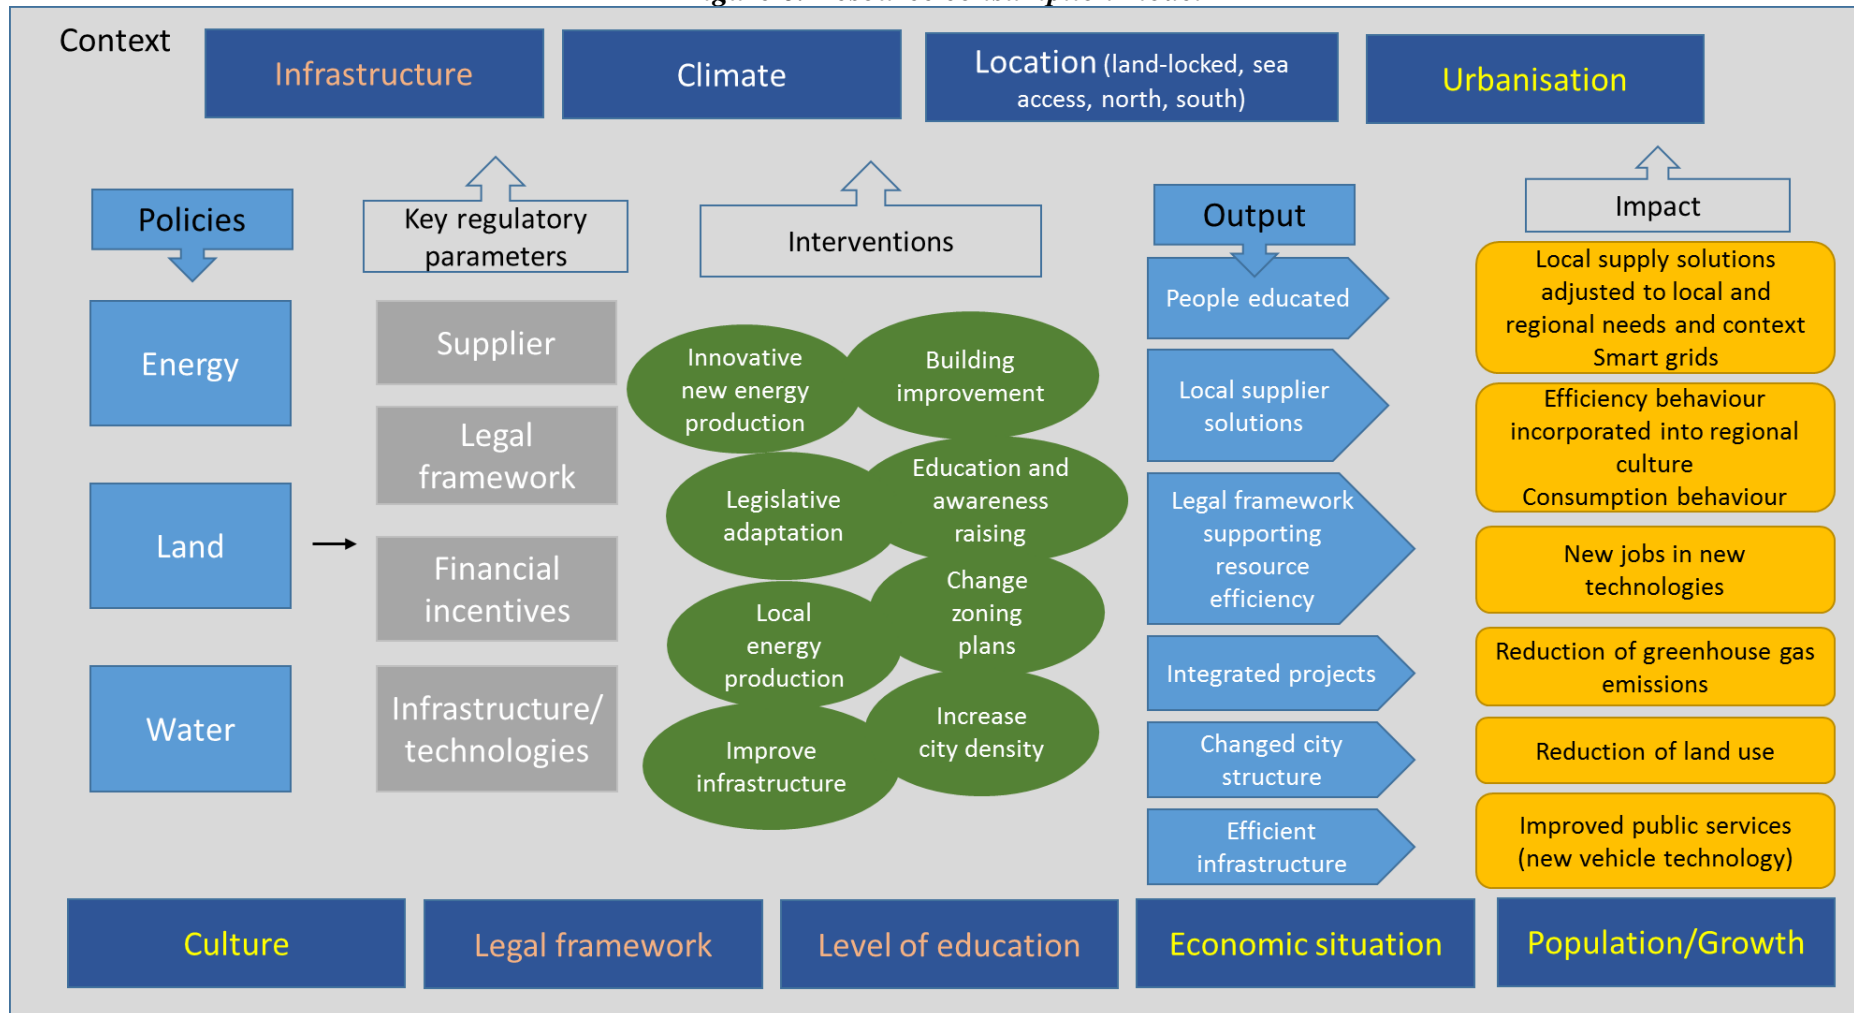 Context
Infrastructure
Climate
Location (land-locked, sea
access, north, south)
Urbanisation
Policies
Key regulatory
parameters
Interventions
Output
Impact
Energy
Land
Water
Supplier
Legal
framework
Financial
incentives
Infrastructure/
technologies
Innovative
new energy
production
Building
improvement
Legislative
adaptation
Education and
awareness
raising
Local
energy
production
Change
zoning
plans
Improve
infrastructure
Increase
city density
People educated
Local supplier
solutions
Legal framework
supporting
resource
efficiency
Integrated projects
Changed city
structure
Efficient
infrastructure
Local supply solutions
adjusted to local and
regional needs and context
Smart grids
Efficiency behaviour
incorporated into regional
culture
Consumption behaviour
New jobs in new
technologies
Reduction of greenhouse gas
emissions
Reduction of land use
Improved public services
(new vehicle technology)
Culture
Legal framework
Level of education
Economic situation
Population/Growth